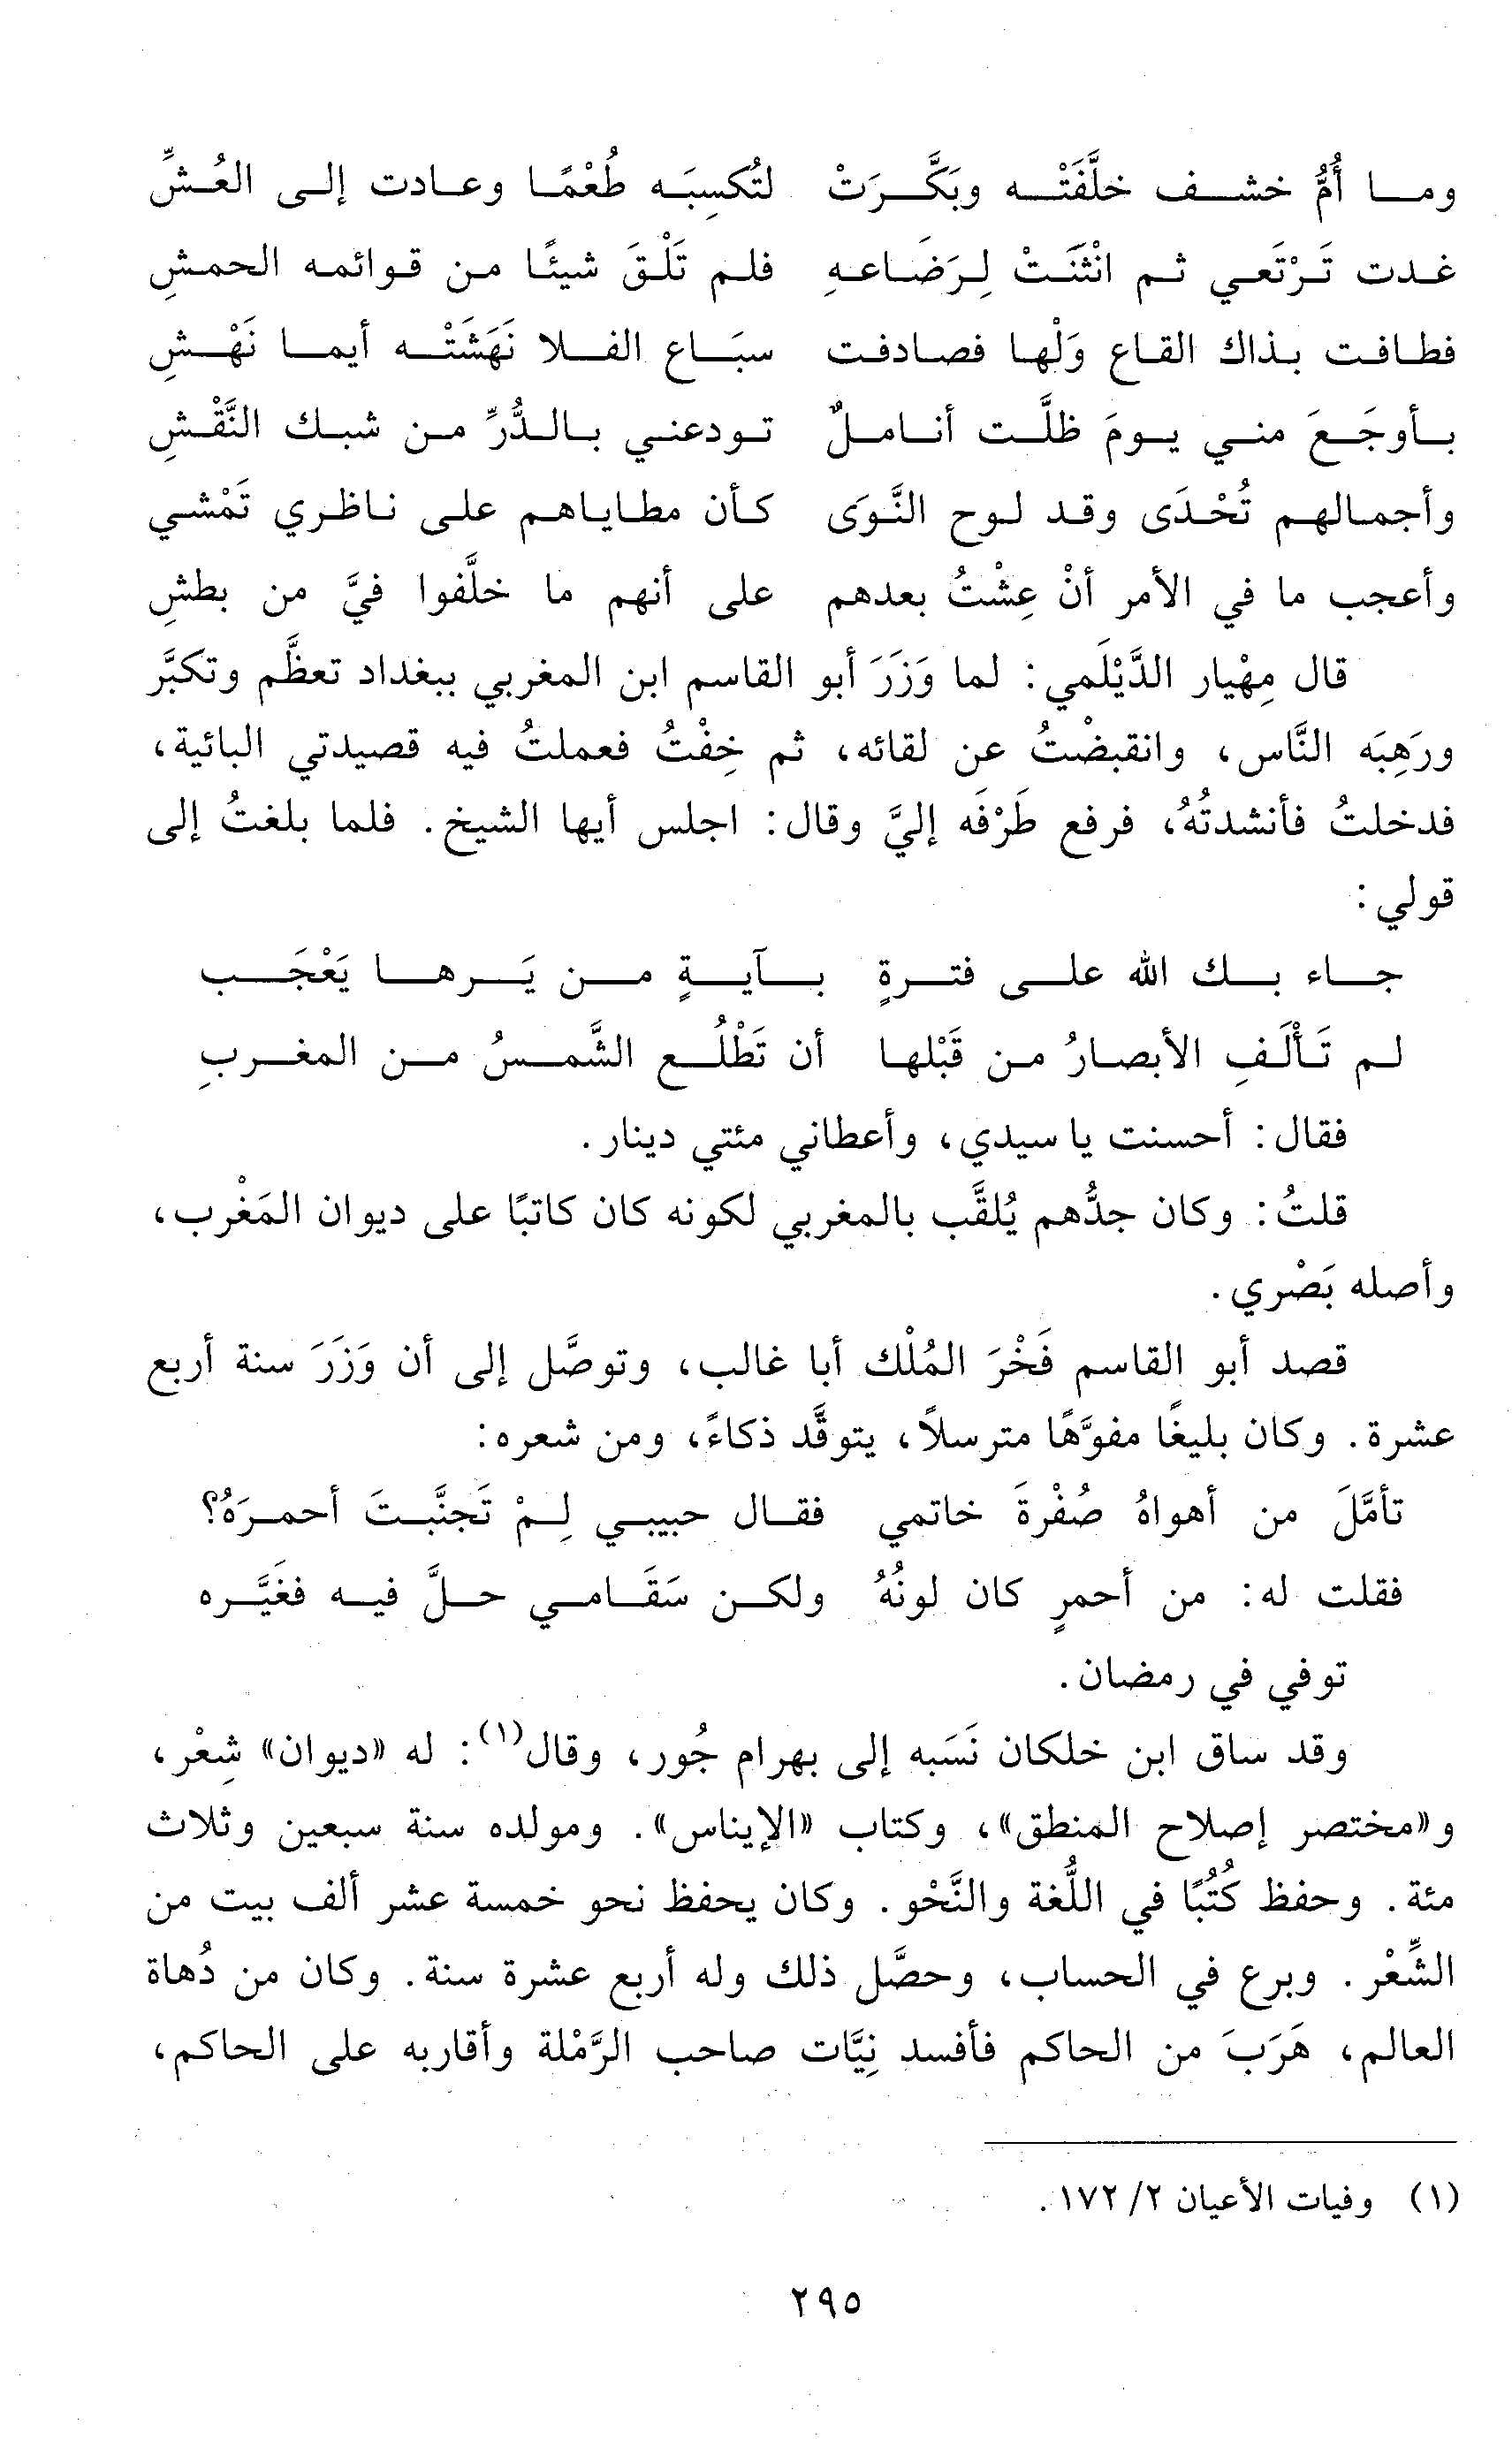 وما أُمُّ خشف خلَّفَتْه وبَكَّرَتْ لتُكسِبَه طُعْمًا وعادت إلى العُشِّ
غدت تَرْتَعي ثم انْثَنَتْ لِرَضَاعهِ فلم تَلْقَ شيئًا من قوائمه الحمشِ
فطافت بذاك القاع وَلْها فصادفت سبَاع الفلا نَهَشَتْه أيما نَهْشِ
بأوجَعَ مني يومَ ظلَّت أناملٌ تودعني بالدُّرِّ من شبك النَّقْشِ
وأجمالهم تُحْدَى وقد لوح النَّوَى كأن مطاياهم على ناظري تَمْشي
وأعجب ما في الأمر أنْ عِشْتُ بعدهم على أنهم ما خلَّفوا فيَّ من بطشِ
قال مِهْيار الدَّيْلَمي: لما وَزَرَ أبو القاسم ابن المغربي ببغداد تعظَّم وتكبَّر
ورَهِبَه النَّاس، وانقبضْتُ عن لقائه، ثم خِفْتُ فعملتُ فيه قصيدتي البائية،
فدخلتُ فأنشدتُهُ، فرفع طَرْفَه إليَّ وقال: اجلس أيها الشيخ. فلما بلغتُ إلى
قولي:
جاء بك الله على فترةٍ بآيةٍ من يَرها يَعْجَب
لم تَأْلَفِ الأبصارُ من قَبْلها أن تَطْلُع الشَّمسُ من المغربِ
فقال: أحسنت يا سيدي، وأعطاني مئتي دينار.
قلتُ: وكان جدُّهم يُلقَّب بالمغربي لكونه كان كاتبًا على ديوان المَغْرب،
وأصله بَصْري.
قصد أبو القاسم فَخْرَ المُلْك أبا غالب، وتوصَّل إلى أن وَزَرَ سنة أربع
عشرة. وكان بليغًا مفوَّهًا مترسلاً، يتوقَّد ذكاءً، ومن شعره:
تأمَّلَ من أهواهُ صُفْرةَ خاتمي فقال حبيبي لِمْ تَجنَّبتَ أحمرَهُ؟
فقلت له: من أحمرٍ كان لونُهُ ولكن سَقَامي حلَّ فيه فغَيَّره
توفي في رمضان.
وقد ساق ابن خلكان نَسَبه إلى بهرام جُور، وقال(١): له «ديوان» شِعْر،
و«مختصر إصلاح المنطق»، وكتاب «الإيناس». ومولده سنة سبعين وثلاث
مئة. وحفظ كُتُبًا في اللُّغة والنَّحْو. وكان يحفظ نحو خمسة عشر ألف بيت من
الشِّعْر. وبرع في الحساب، وحصَّل ذلك وله أربع عشرة سنة. وكان من دُهاة
العالم، هَرَبَ من الحاكم فأفسد نِيَّات صاحب الرَّمْلة وأقاربه على الحاكم،
(١) وفيات الأعيان ٢/ ١٧٢.
٢٩٥